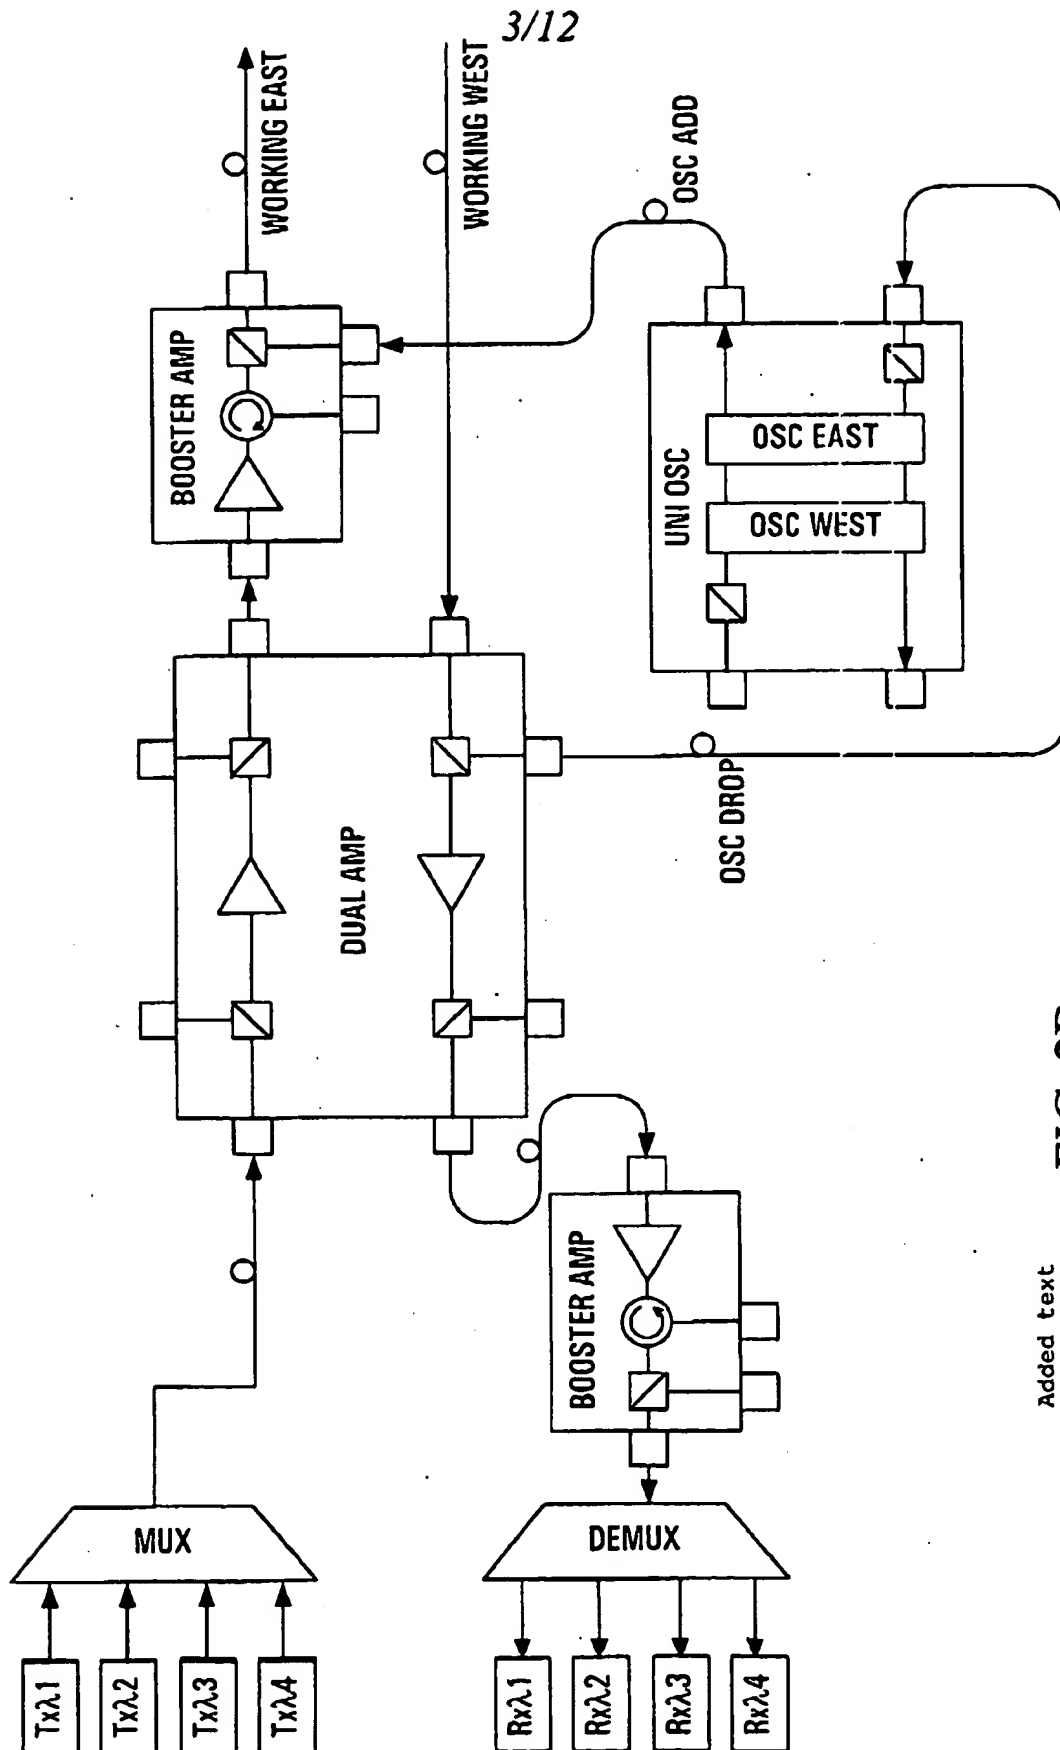 3/12
WORKING EAST
WORKING WEST
BOOSTER AMP
OSC ADD
UNI OSC
OSC EAST
OSC WEST
DUAL AMP
OSC DROP
BOOSTER AMP
MUX
DEMUX
Txλ1
Txλ2
Txλ3
Txλ4
Rxλ1
Rxλ2
Rxλ3
Rxλ4
Added text